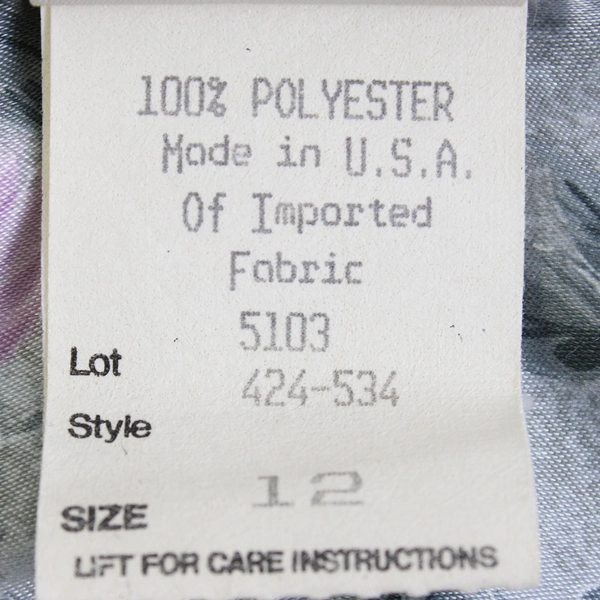 100% POLYESTER
Made in U.S.A.
Of Imported
Fabric
5103
Lot
424-534
Style
12
SIZE
LIFT FOR CARE INSTRUCTIONS